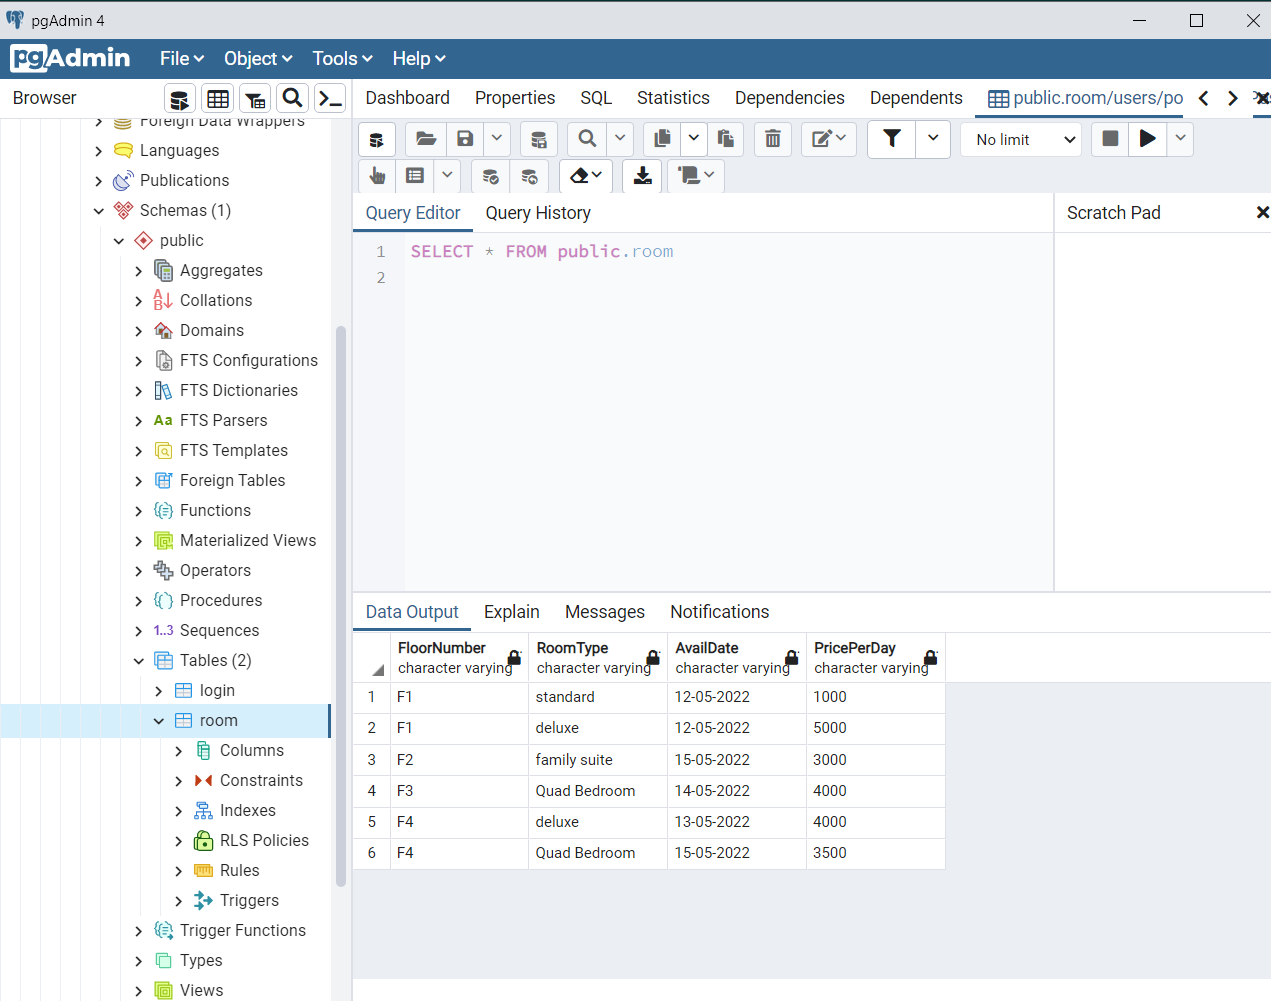 pgAdmin 4
pgAdmin File Object Tools Help
Browser
Dashboard Properties SQL Statistics Dependencies Dependents public.room/users/po
Foreign Data Wrappers
Languages
Publications
Schemas (1)
public
Aggregates
Collations
Domains
FTS Configurations
FTS Dictionaries
Aa FTS Parsers
FTS Templates
Foreign Tables
Functions
Materialized Views
Operators
Procedures
1..3 Sequences
Tables (2)
login
room
Columns
Constraints
Indexes
RLS Policies
Rules
Triggers
Trigger Functions
Types
Views
No limit
Query Editor Query History
Scratch Pad
1 SELECT * FROM public.room
2
Data Output Explain Messages Notifications
FloorNumber RoomType AvailDate PricePerDay
character varying character varying character varying character varying
1 F1 standard 12-05-2022 1000
2 F1 deluxe 12-05-2022 5000
3 F2 family suite 15-05-2022 3000
4 F3 Quad Bedroom 14-05-2022 4000
5 F4 deluxe 13-05-2022 4000
6 F4 Quad Bedroom 15-05-2022 3500